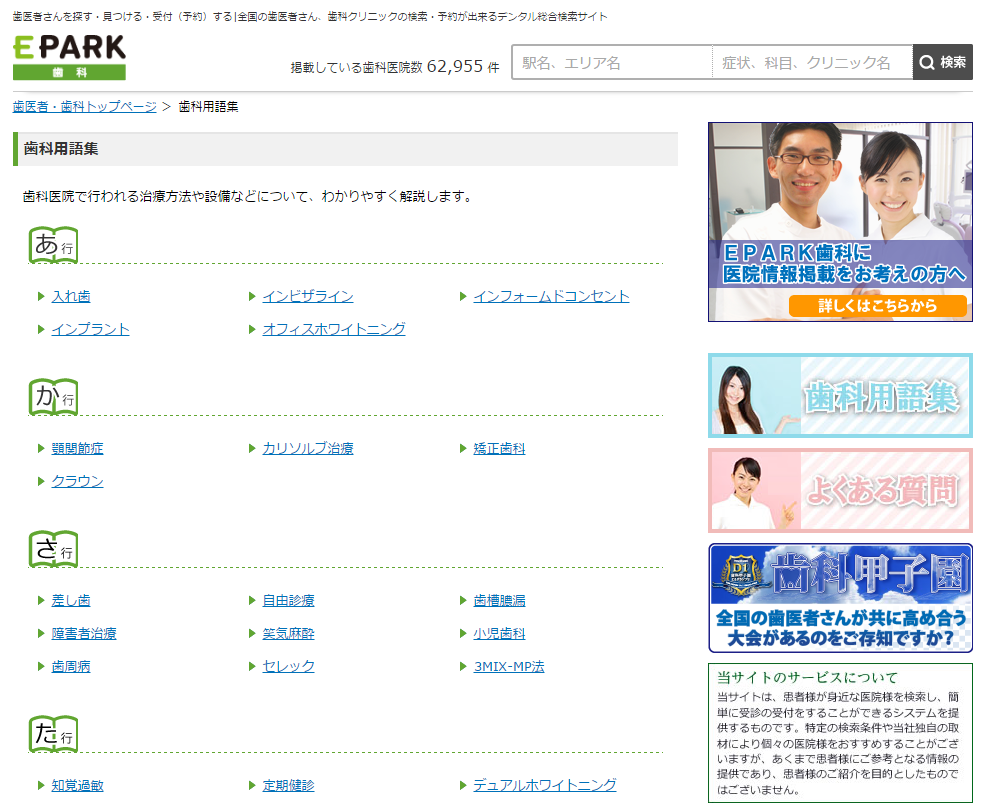 歯医者さんを探す・見つける・受付（予約）する|全国の歯医者さん、歯科クリニックの検索・予約が出来るデンタル総合検索サイト
EPARK
歯科
掲載している歯科医院数 62,955 件
駅名、エリア名
症状、科目、クリニック名
検索
歯医者・歯科トップページ ＞ 歯科用語集
歯科用語集
歯科医院で行われる治療方法や設備などについて、わかりやすく解説します。
あ行
入れ歯
インビザライン
インフォームドコンセント
インプラント
オフィスホワイトニング
か行
顎関節症
カリソルブ治療
矯正歯科
クラウン
さ行
差し歯
自由診療
歯槽膿漏
障害者治療
笑気麻酔
小児歯科
歯周病
セレック
3MIX-MP法
た行
知覚過敏
定期健診
デュアルホワイトニング
ＥＰＡＲＫ歯科に
医院情報掲載をお考えの方へ
詳しくはこちらから
歯科用語集
よくある質問
D1
歯科甲子園
全国の歯医者さんが共に高め合う
大会があるのをご存知ですか?
当サイトのサービスについて
当サイトは、患者様が身近な医院様を検索し、簡
単に受診の受付をすることができるシステムを提
供するものです。特定の検索条件や当社独自の取
材により個々の医院様をおすすめすることがござ
いますが、あくまで患者様にご参考となる情報の
提供であり、患者様のご紹介を目的としたもので
はございません。